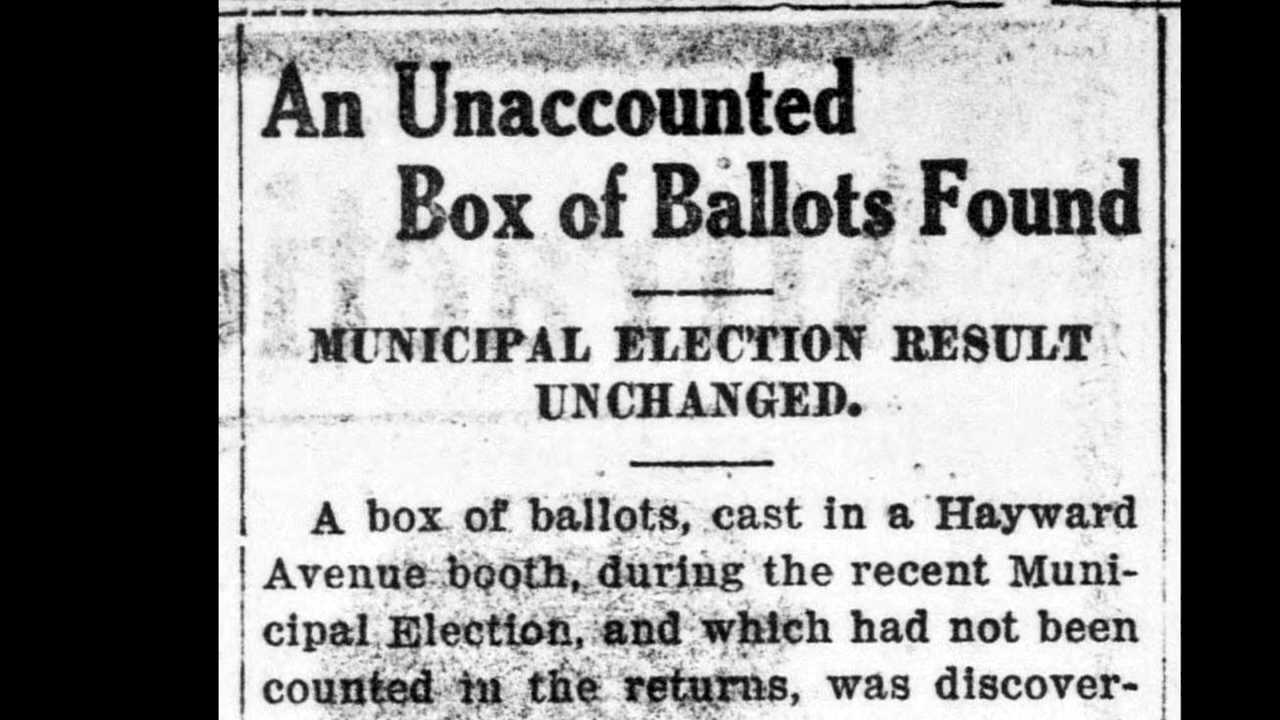 An Unaccounted
Box of Ballots Found
MUNICIPAL ELECTION RESULT
UNCHANGED.
A box of ballots, cast in a Hayward
Avenue booth, during the recent Muni-
cipal Election, and which had not been
counted in the returns, was discover-